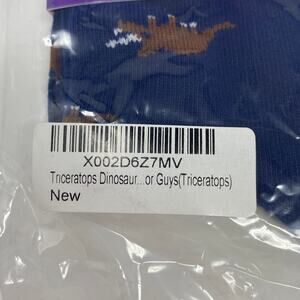 X002D6Z7MV
Triceratops Dinosaur...or Guys(Triceratops)
New